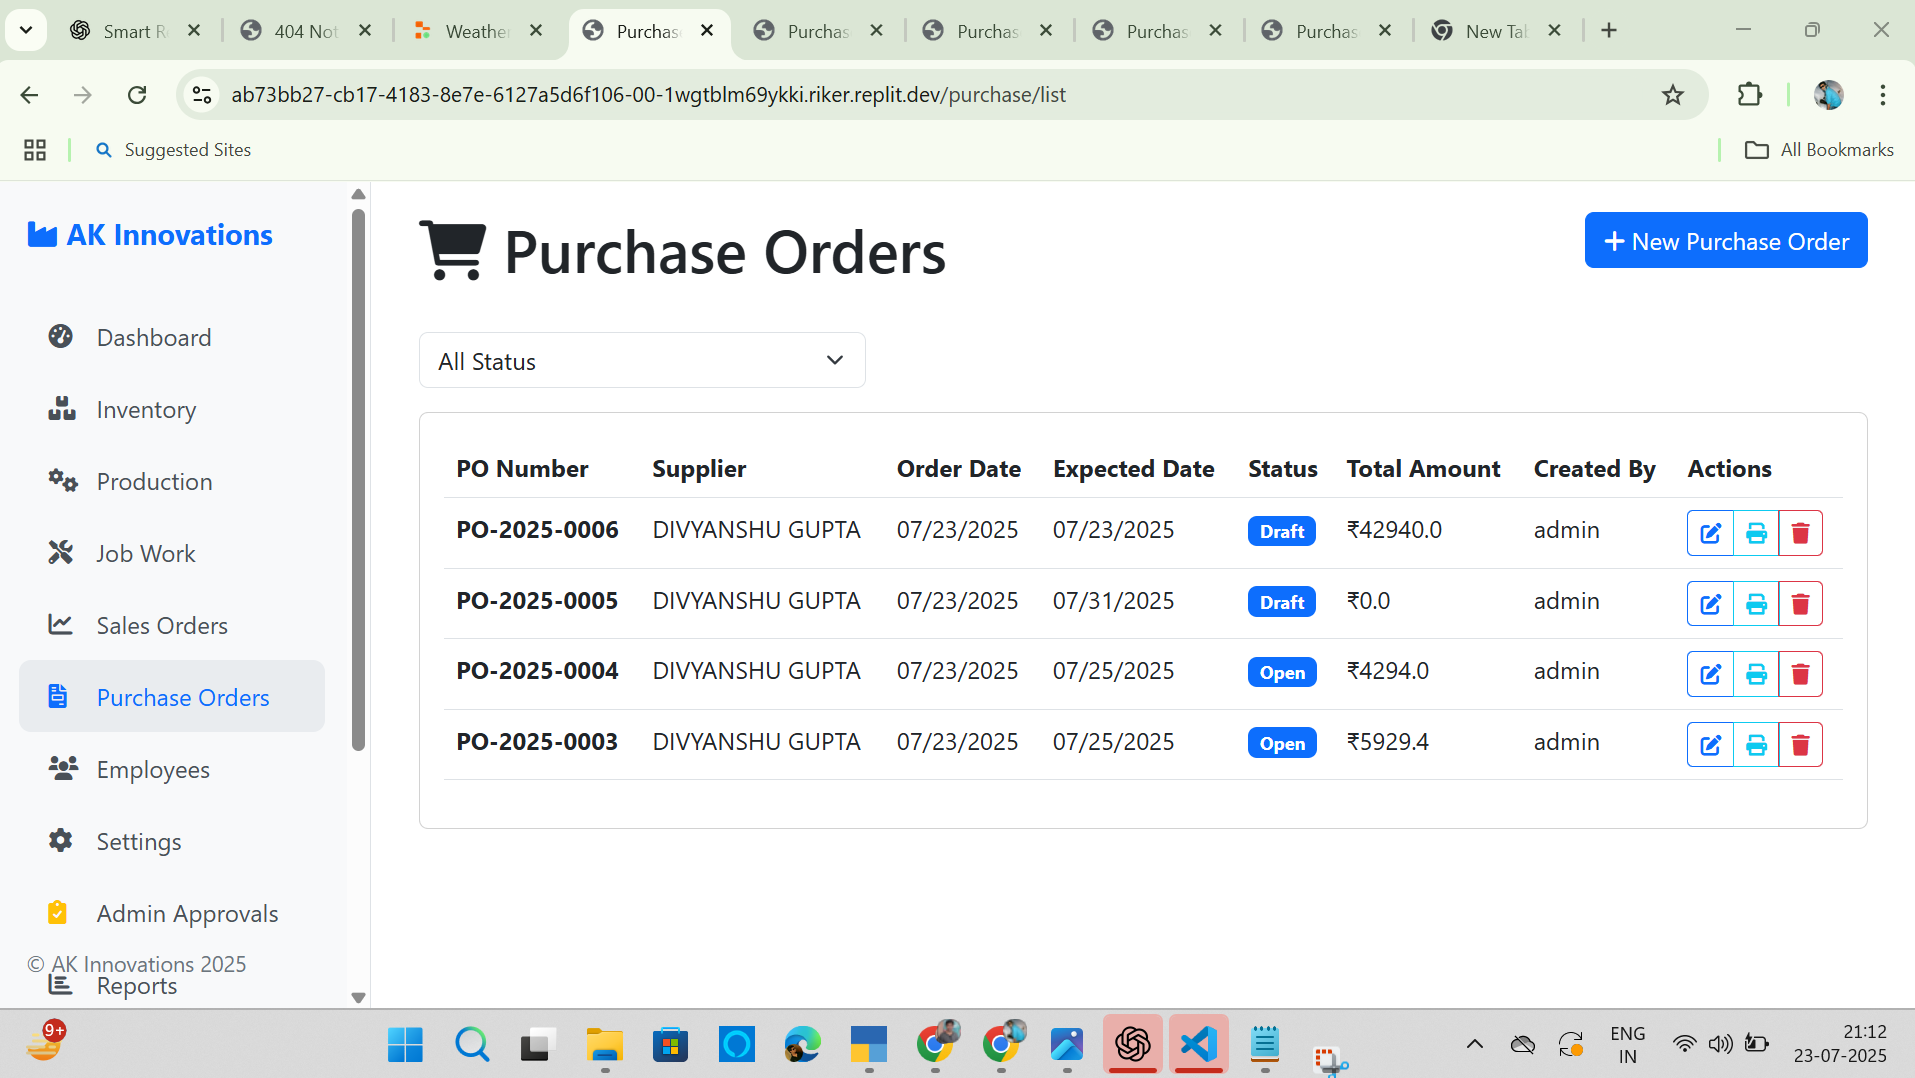 Smart R
404 Not
Weather
Purchas
Purchas
Purchas
Purchas
Purchas
New Tab
ab73bb27-cb17-4183-8e7e-6127a5d6f106-00-1wgtblm69ykki.riker.replit.dev/purchase/list
Suggested Sites
All Bookmarks
AK Innovations
Dashboard
Inventory
Production
Job Work
Sales Orders
Purchase Orders
Employees
Settings
Admin Approvals
© AK Innovations 2025
Reports
Purchase Orders
+ New Purchase Order
All Status
PO Number Supplier Order Date Expected Date Status Total Amount Created By Actions
PO-2025-0006 DIVYANSHU GUPTA 07/23/2025 07/23/2025 Draft ₹42940.0 admin
PO-2025-0005 DIVYANSHU GUPTA 07/23/2025 07/31/2025 Draft ₹0.0 admin
PO-2025-0004 DIVYANSHU GUPTA 07/23/2025 07/25/2025 Open ₹4294.0 admin
PO-2025-0003 DIVYANSHU GUPTA 07/23/2025 07/25/2025 Open ₹5929.4 admin
9+
ENG
IN
21:12
23-07-2025